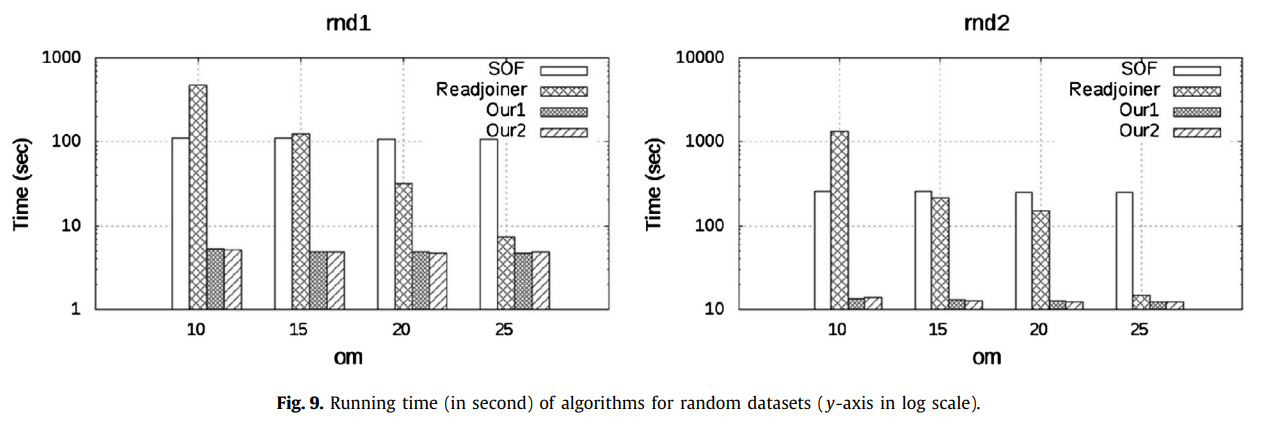 rnd1
1000
100
10
1
Time (sec)
SOF
Readjoiner
Our1
Our2
10 15 20 25
om
rnd2
10000
1000
100
10
Time (sec)
SOF
Readjoiner
Our1
Our2
10 15 20 25
om
Fig. 9. Running time (in second) of algorithms for random datasets (y-axis in log scale).